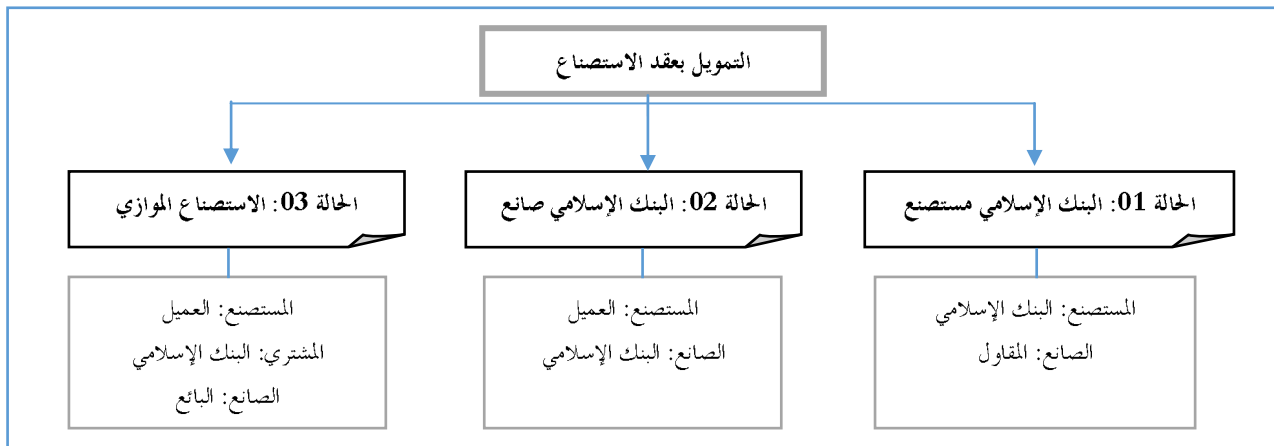 التمويل بعقد الاستصناع
الحالة 01: البنك الإسلامي مستصنع
الحالة 02: البنك الإسلامي صانع
الحالة 03: الاستصناع الموازي
المستصنع: البنك الإسلامي
الصانع: المقاول
المستصنع: العميل
الصانع: البنك الإسلامي
المستصنع: العميل
المشتري: البنك الإسلامي
الصانع: البائع